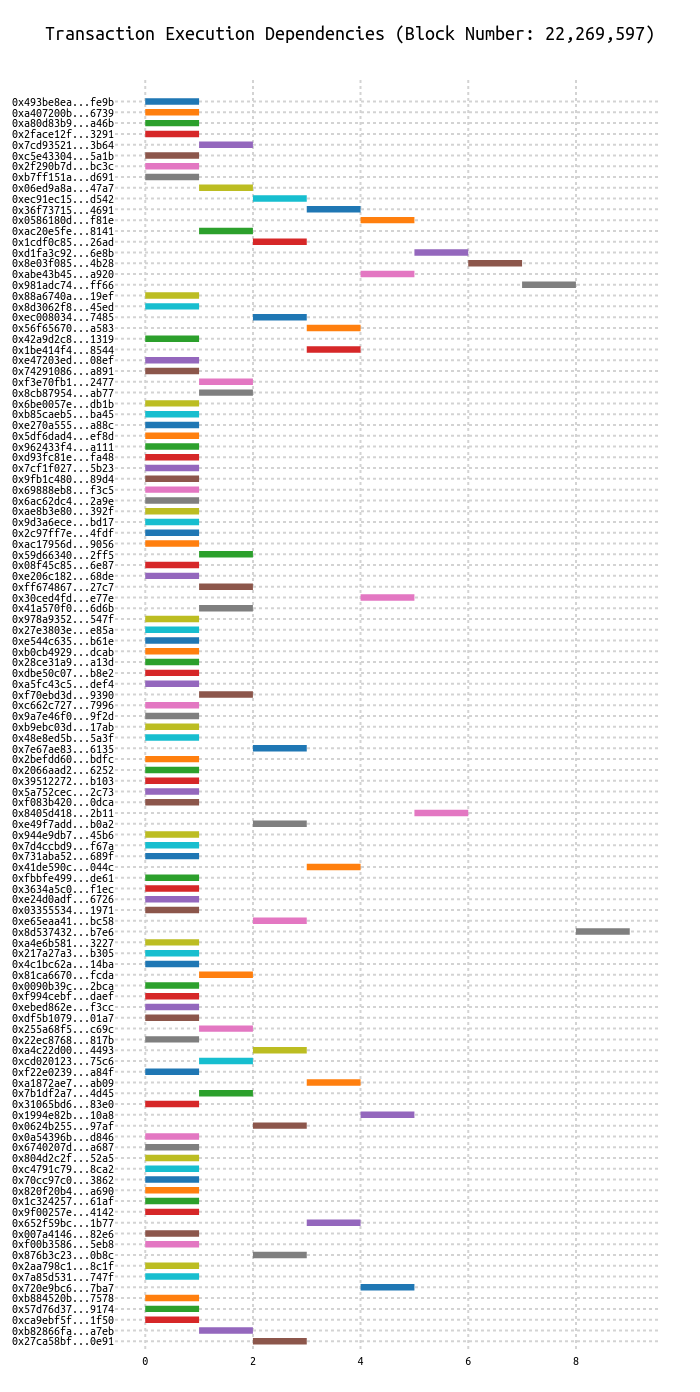 Transaction Execution Dependencies (Block Number: 22,269,597)
0x493be8ea...fe9b
0xa407200b...6739
0xa80d83b9...a46b
0x2face12f...3291
0x7cd93521...3b64
0xc5e43304...5a1b
0x2f290b7d...bc3c
0xb7ff151a...d691
0x06ed9a8a...47a7
0xec91ec15...d542
0x36f73715...4691
0x0586180d...f81e
0xac20e5fe...8141
0x1cdf0c85...26ad
0xd1fa3c92...6e8b
0x8e03f085...4b28
0xabe43b45...a920
0x981adc74...ff66
0x88a6740a...19ef
0x8d3062f8...45ed
0xec008034...7485
0x56f65670...a583
0x42a9d2c8...1319
0x1be414f4...8544
0xe47203ed...08ef
0x74291086...a891
0xf3e70fb1...2477
0x8cb87954...ab77
0x6be0057e...db1b
0xb85caeb5...ba45
0xe270a555...a88c
0x5df6dad4...ef8d
0x962433f4...a111
0xd93fc81e...fa48
0x7cf1f027...5b23
0x9fb1c480...89d4
0x69888eb8...f3c5
0x6ac62dc4...2a9e
0xae8b3e80...392f
0x9d3a6ece...bd17
0x2c97ff7e...4fdf
0xac17956d...9056
0x59d66340...2ff5
0x08f45c85...6e87
0xe206c182...68de
0xff674867...27c7
0x30ced4fd...e77e
0x41a570f0...6d6b
0x978a9352...547f
0x27e3803e...e85a
0xe544c635...b61e
0xb0cb4929...dcab
0x28ce31a9...a13d
0xdbe50c07...b8e2
0xa5fc43c5...def4
0xf70ebd3d...9390
0xc662c727...7996
0x9a7e46f0...9f2d
0xb9ebc03d...17ab
0x48e8ed5b...5a3f
0x7e67ae83...6135
0x2befdd60...bdfc
0x2066aad2...6252
0x39512272...b103
0x5a752cec...2c73
0xf083b420...0dca
0x8405d418...2b11
0xe49f7add...b0a2
0x944e9db7...45b6
0x7d4ccbd9...f67a
0x731aba52...689f
0x41de590c...044c
0xfbbfe499...de61
0x3634a5c0...f1ec
0xe24d0adf...6726
0x03355534...1971
0xe65eaa41...bc58
0x8d537432...b7e6
0xa4e6b581...3227
0x217a27a3...b305
0x4c1bc62a...14ba
0x81ca6670...fcda
0x0090b39c...2bca
0xf994cebf...daef
0xebed862e...f3cc
0xdf5b1079...01a7
0x255a68f5...c69c
0x22ec8768...817b
0xa4c22d00...4493
0xcd020123...75c6
0xf22e0239...a84f
0xa1872ae7...ab09
0x7b1df2a7...4d45
0x31065bd6...83e0
0x1994e82b...10a8
0x0624b255...97af
0x0a54396b...d846
0x6740207d...a687
0x804d2c2f...52a5
0xc4791c79...8ca2
0x70cc97c0...3862
0x820f20b4...a690
0x1c324257...61af
0x9f00257e...4142
0x652f59bc...1b77
0x007a4146...82e6
0xf00b3586...5eb8
0x876b3c23...0b8c
0x2aa798c1...8c1f
0x7a85d531...747f
0x720e9bc6...7ba7
0xb884520b...7578
0x57d76d37...9174
0xca9ebf5f...1f50
0xb82866fa...a7eb
0x27ca58bf...0e91
0 2 4 6 8